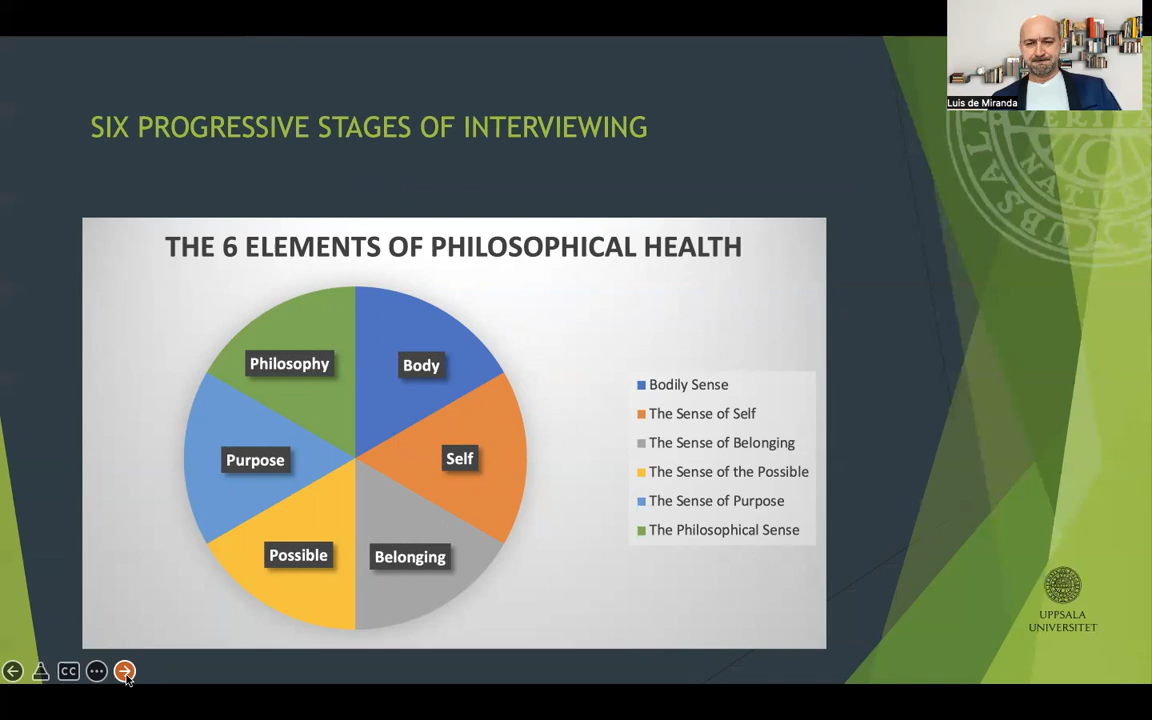 Luis de Miranda
SIX PROGRESSIVE STAGES OF INTERVIEWING
THE 6 ELEMENTS OF PHILOSOPHICAL HEALTH
Philosophy
Body
Purpose
Self
Possible
Belonging
Bodily Sense
The Sense of Self
The Sense of Belonging
The Sense of the Possible
The Sense of Purpose
The Philosophical Sense
UPPSALA
UNIVERSITET
CC